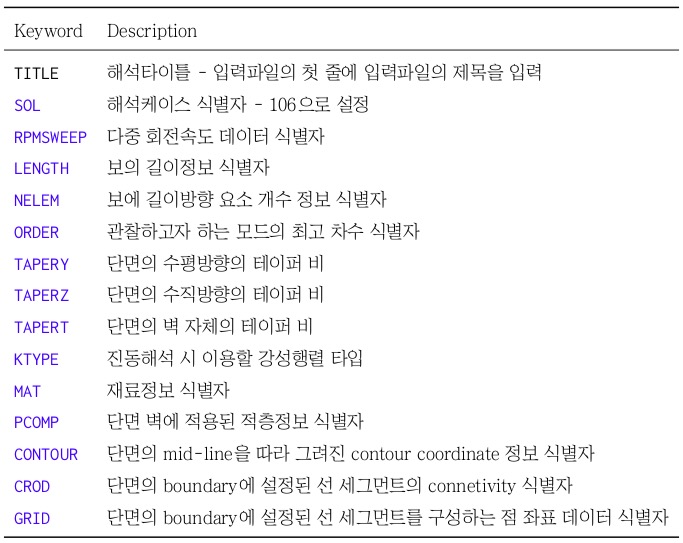 Keyword Description
TITLE 해석타이틀 - 입력파일의 첫 줄에 입력파일의 제목을 입력
SOL 해석케이스 식별자 - 106으로 설정
RPMSWEEP 다중 회전속도 데이터 식별자
LENGTH 보의 길이정보 식별자
NELEM 보에 길이방향 요소 개수 정보 식별자
ORDER 관찰하고자 하는 모드의 최고 차수 식별자
TAPERY 단면의 수평방향의 테이퍼 비
TAPERZ 단면의 수직방향의 테이퍼 비
TAPERT 단면의 벽 자체의 테이퍼 비
KTYPE 진동해석 시 이용할 강성행렬 타입
MAT 재료정보 식별자
PCOMP 단면 벽에 적용된 적층정보 식별자
CONTOUR 단면의 mid-line을 따라 그려진 contour coordinate 정보 식별자
CROD 단면의 boundary에 설정된 선 세그먼트의 connetivity 식별자
GRID 단면의 boundary에 설정된 선 세그먼트를 구성하는 점 좌표 데이터 식별자